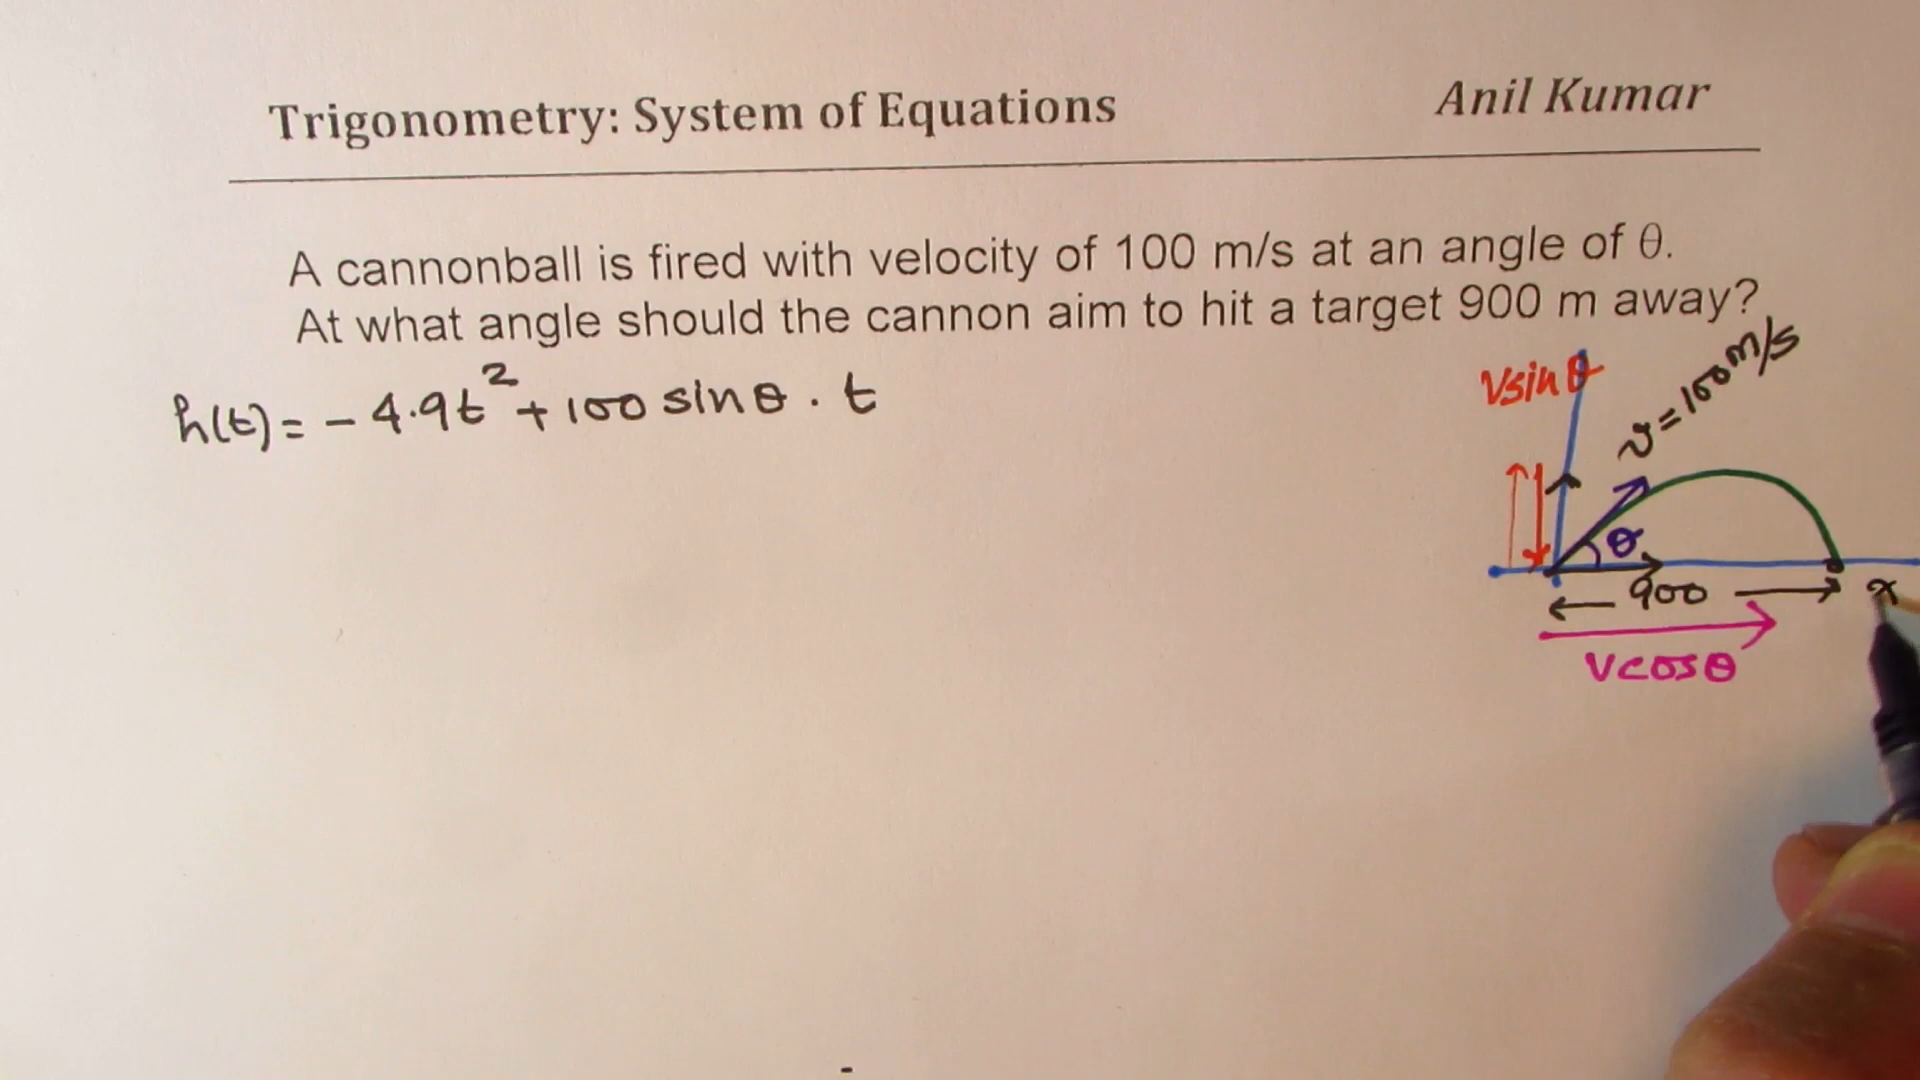 Trigonometry: System of Equations
Anil Kumar
A cannonball is fired with velocity of 100 m/s at an angle of θ.
At what angle should the cannon aim to hit a target 900 m away?
h(t) = - 4.9t² + 100 sinθ . t
Vsinθ
v = 100 m/s
θ
900
x
Vcosθ